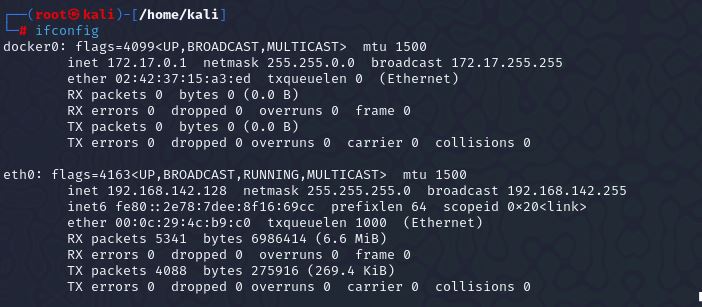 ┌──(root㉿kali)-[/home/kali]
└─# ifconfig
docker0: flags=4099<UP,BROADCAST,MULTICAST>  mtu 1500
        inet 172.17.0.1  netmask 255.255.0.0  broadcast 172.17.255.255
        ether 02:42:37:15:a3:ed  txqueuelen 0  (Ethernet)
        RX packets 0  bytes 0 (0.0 B)
        RX errors 0  dropped 0  overruns 0  frame 0
        TX packets 0  bytes 0 (0.0 B)
        TX errors 0  dropped 0 overruns 0  carrier 0  collisions 0

eth0: flags=4163<UP,BROADCAST,RUNNING,MULTICAST>  mtu 1500
        inet 192.168.142.128  netmask 255.255.255.0  broadcast 192.168.142.255
        inet6 fe80::2e78:7dee:8f16:69cc  prefixlen 64  scopeid 0×20<link>
        ether 00:0c:29:4c:b9:c0  txqueuelen 1000  (Ethernet)
        RX packets 5341  bytes 6986414 (6.6 MiB)
        RX errors 0  dropped 0  overruns 0  frame 0
        TX packets 4088  bytes 275916 (269.4 KiB)
        TX errors 0  dropped 0 overruns 0  carrier 0  collisions 0